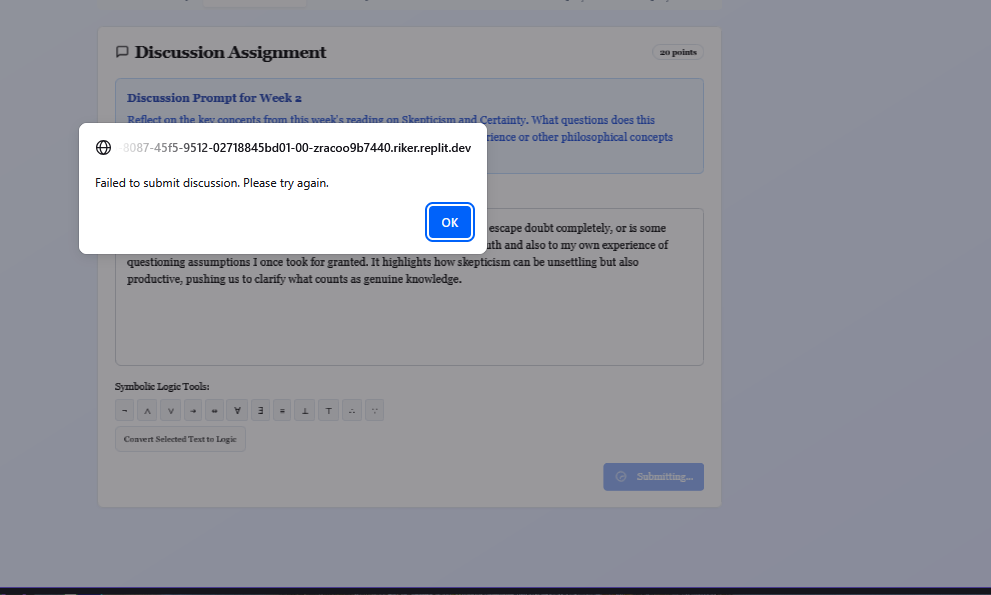 Discussion Assignment
20 points
Discussion Prompt for Week 2
Reflect on the key concepts from this week's reading on Skepticism and Certainty. What questions does this
rience or other philosophical concepts
8087-45f5-9512-02718845bd01-00-zracoo9b7440.riker.replit.dev
Failed to submit discussion. Please try again.
OK
escape doubt completely, or is some
uth and also to my own experience of
questioning assumptions I once took for granted. It highlights how skepticism can be unsettling but also
productive, pushing us to clarify what counts as genuine knowledge.
Symbolic Logic Tools:
¬ ∧ ∨ → ↔ ∀ ∃ ≡ ⊥ ⊤ ∴ ∵
Convert Selected Text to Logic
Submitting...